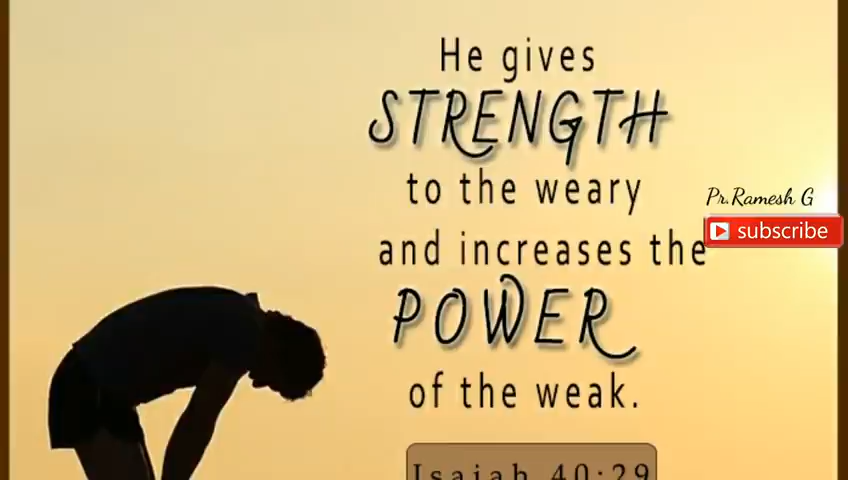 He gives
STRENGTH
to the weary
and increases the
POWER
of the weak.
Isaiah 40:29
Pr.Ramesh G
subscribe